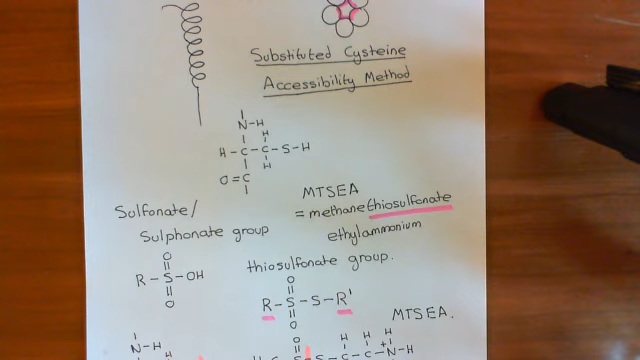 Substituted Cysteine
Accessibility Method
N-H
H
H-C-C-S-H
H
O=C
MTSEA
= methanethiosulfonate
ethylammonium
Sulfonate/
Sulphonate group
O
R-S-OH
O
thiosulfonate group.
O
R-S-S-R'
O
MTSEA.
N-H
H
O
H H H
S-S-C-C-N-H
+